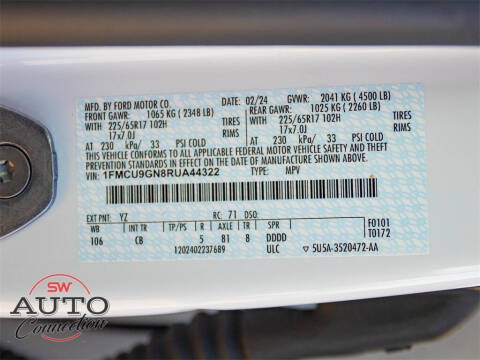 MFD. BY FORD MOTOR CO.
02/24 GVWR: 2041 KG ( 4500 LB)
FRONT GAWR: 1065 KG ( 2348 LB)
REAR GAWR: 1025 KG ( 2260 LB)
WITH 225/65R17 102H TIRES
WITH 225/65R17 102H TIRES
17x7.0J RIMS
17x7.0J RIMS
AT 230 kPa/ 33 PSI COLD
AT 230 kPa/ 33 PSI COLD
THIS VEHICLE CONFORMS TO ALL APPLICABLE FEDERAL MOTOR VEHICLE SAFETY AND THEFT
PREVENTION STANDARDS IN EFFECT ON THE DATE OF MANUFACTURE SHOWN ABOVE.
VIN: 1FMCU9GN8RUA44322
TYPE: MPV
EXT PNT: YZ RC: 71 DSO:
WB INT TR TP/PS R AXLE TR SPR
106 CB 5 81 8 DDDD
F0101
T0172
1202402237689 ULC ▽ 5U5A-3520472-AA
SW
AUTO
Connection